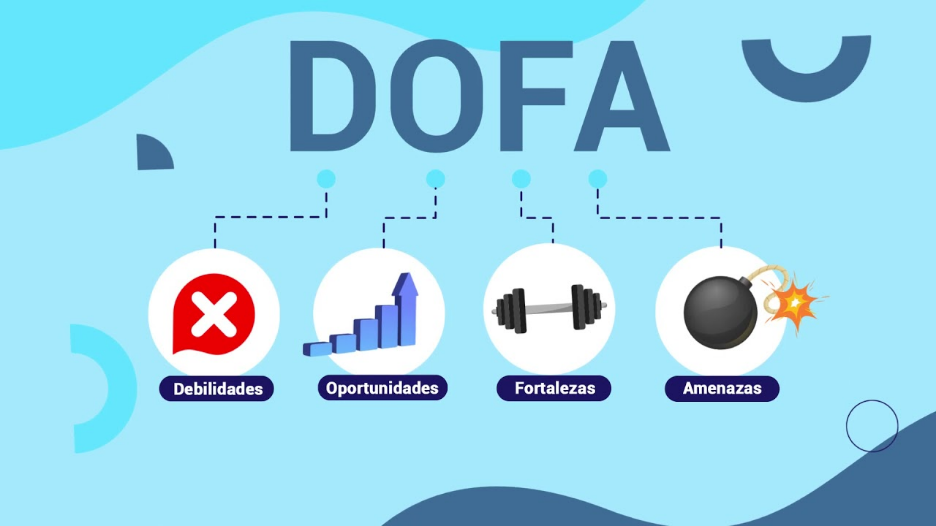 DOFA
Debilidades
Oportunidades
Fortalezas
Amenazas